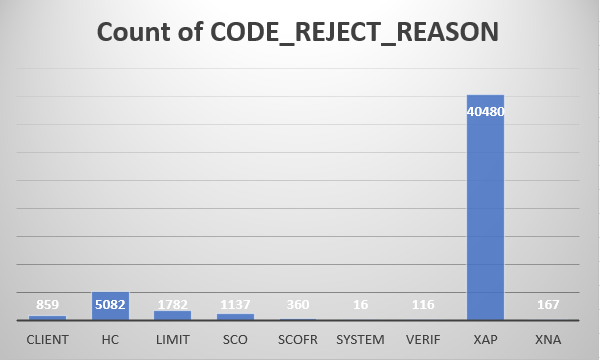 Count of CODE_REJECT_REASON
859 5082 1782 1137 360 16 116 40480 167
CLIENT HC LIMIT SCO SCOFR SYSTEM VERIF XAP XNA